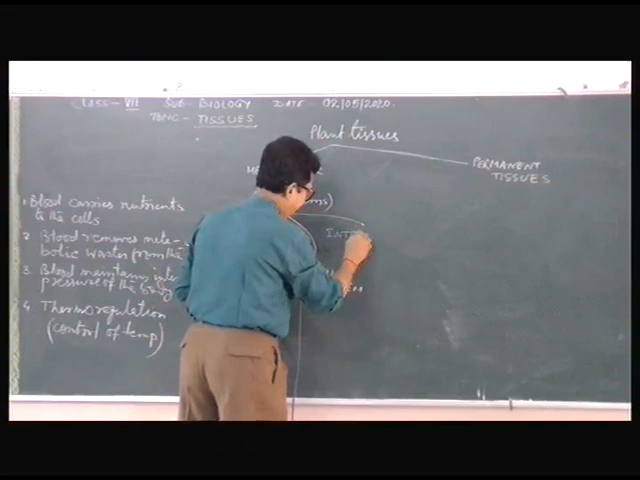 CLASS - VII SUB - BIOLOGY DATE - 02/05/2020.
TOPIC - TISSUES
Plant tissues
PERMANENT
TISSUES
1 Blood carries nutrients
to the cells
2 Blood removes meta-
bolic wastes from the
3 Blood maintains inter
pressure of the body
4. Thermoregulation
(control of temp)